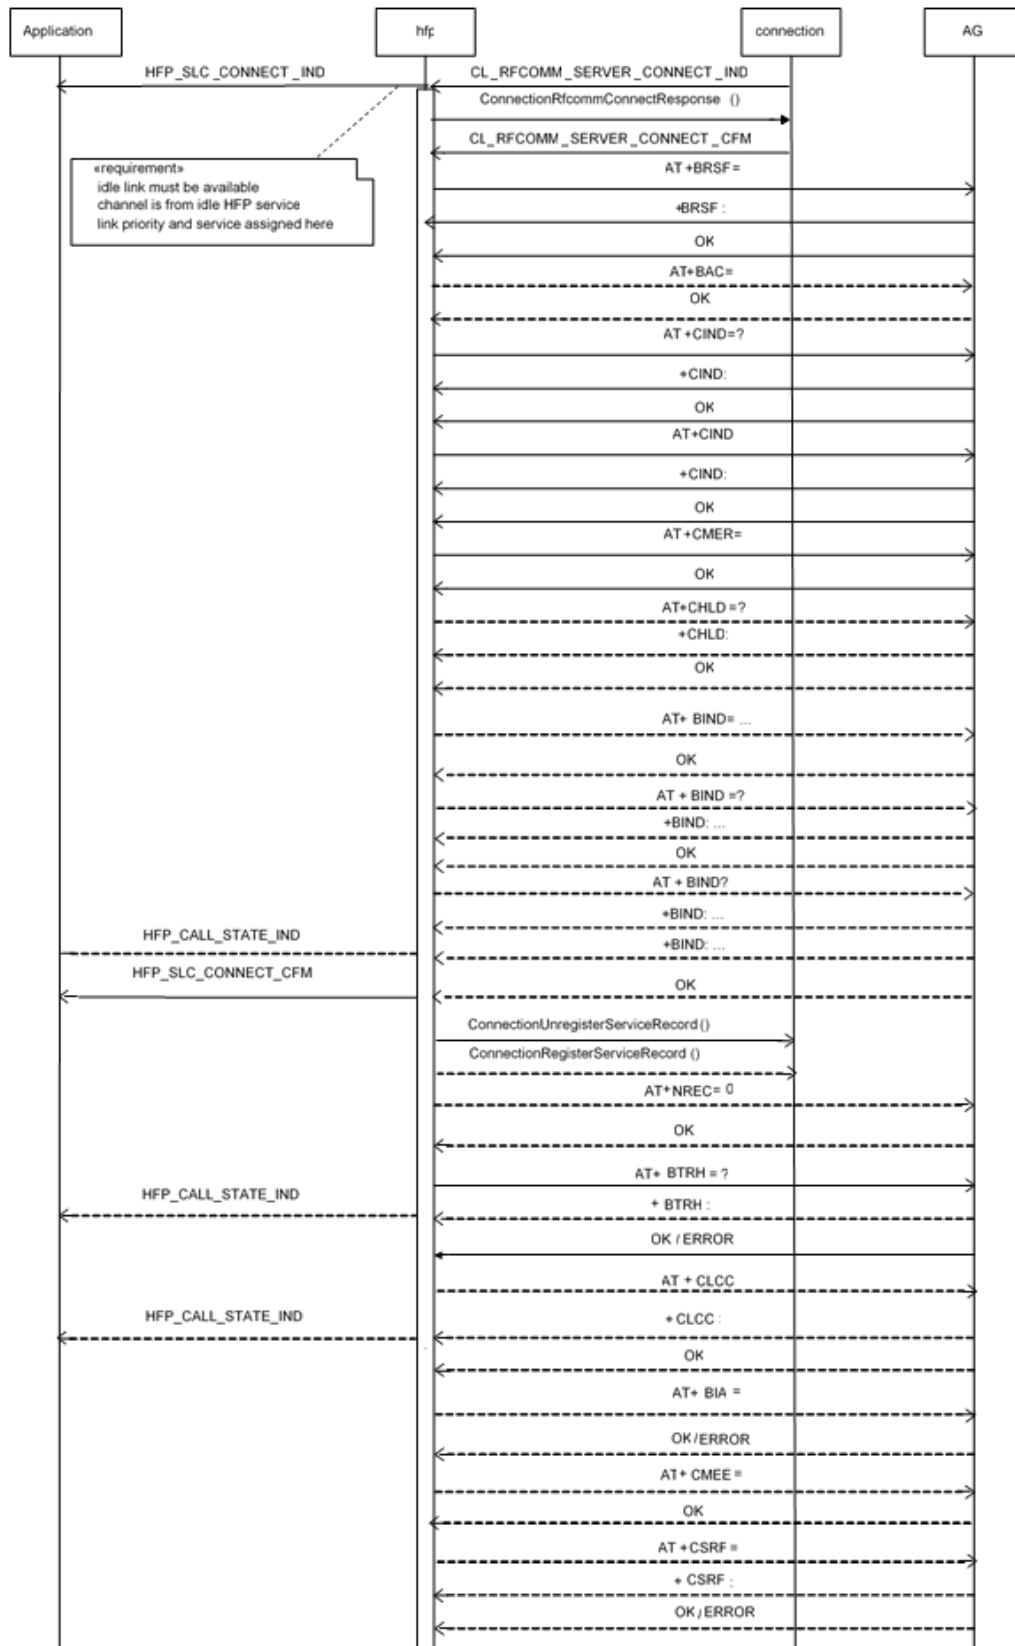 Application
hfp
connection
AG
HFP_SLC_CONNECT_IND
CL_RFCOMM_SERVER_CONNECT_IND
ConnectionRfcommConnectResponse ()
CL_RFCOMM_SERVER_CONNECT_CFM
«requirement»
idle link must be available
channel is from idle HFP service
link priority and service assigned here
AT+BRSF=
+BRSF:
OK
AT+BAC=
OK
AT+CIND=?
+CIND:
OK
AT+CIND
+CIND:
OK
AT+CMER=
OK
AT+CHLD=?
+CHLD:
OK
AT+ BIND= ...
OK
AT + BIND =?
+BIND: ...
OK
AT + BIND?
+BIND: ...
HFP_CALL_STATE_IND
+BIND: ...
HFP_SLC_CONNECT_CFM
OK
ConnectionUnregisterServiceRecord()
ConnectionRegisterServiceRecord ()
AT+NREC= 0
OK
AT+ BTRH = ?
HFP_CALL_STATE_IND
+ BTRH :
OK / ERROR
AT + CLCC
HFP_CALL_STATE_IND
+ CLCC :
OK
AT+ BIA =
OK/ERROR
AT+ CMEE =
OK
AT +CSRF =
+ CSRF :
OK/ERROR